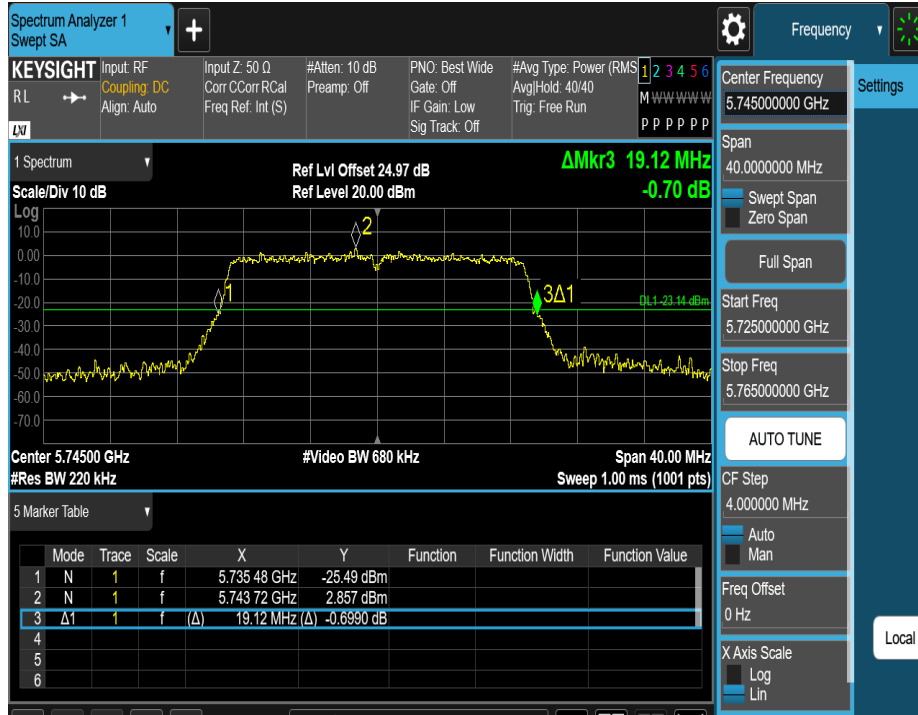 Spectrum Analyzer 1
Swept SA
+
Frequency
KEYSIGHT
R L
LXI
Input: RF
Coupling: DC
Align: Auto
Input Z: 50 Ω
Corr CCorr RCal
Freq Ref: Int (S)
#Atten: 10 dB
Preamp: Off
PNO: Best Wide
Gate: Off
IF Gain: Low
Sig Track: Off
#Avg Type: Power (RMS
Avg|Hold: 40/40
Trig: Free Run
1 2 3 4 5 6
M W W W W W
P P P P P P
Settings
Center Frequency
5.745000000 GHz
Span
40.0000000 MHz
Swept Span
Zero Span
Full Span
Start Freq
5.725000000 GHz
Stop Freq
5.765000000 GHz
AUTO TUNE
CF Step
4.000000 MHz
Auto
Man
Freq Offset
0 Hz
X Axis Scale
Log
Lin
Local
1 Spectrum
Scale/Div 10 dB
Ref Lvl Offset 24.97 dB
Ref Level 20.00 dBm
ΔMkr3 19.12 MHz
-0.70 dB
Log
10.0
0.00
-10.0
-20.0
-30.0
-40.0
-50.0
-60.0
-70.0
2
1
3Δ1
DL1 -23.14 dBm
Center 5.74500 GHz
#Video BW 680 kHz
Span 40.00 MHz
#Res BW 220 kHz
Sweep 1.00 ms (1001 pts)
5 Marker Table
Mode Trace Scale X Y Function Function Width Function Value
1 N 1 f 5.735 48 GHz -25.49 dBm
2 N 1 f 5.743 72 GHz 2.857 dBm
3 Δ1 1 f (Δ) 19.12 MHz (Δ) -0.6990 dB
4
5
6